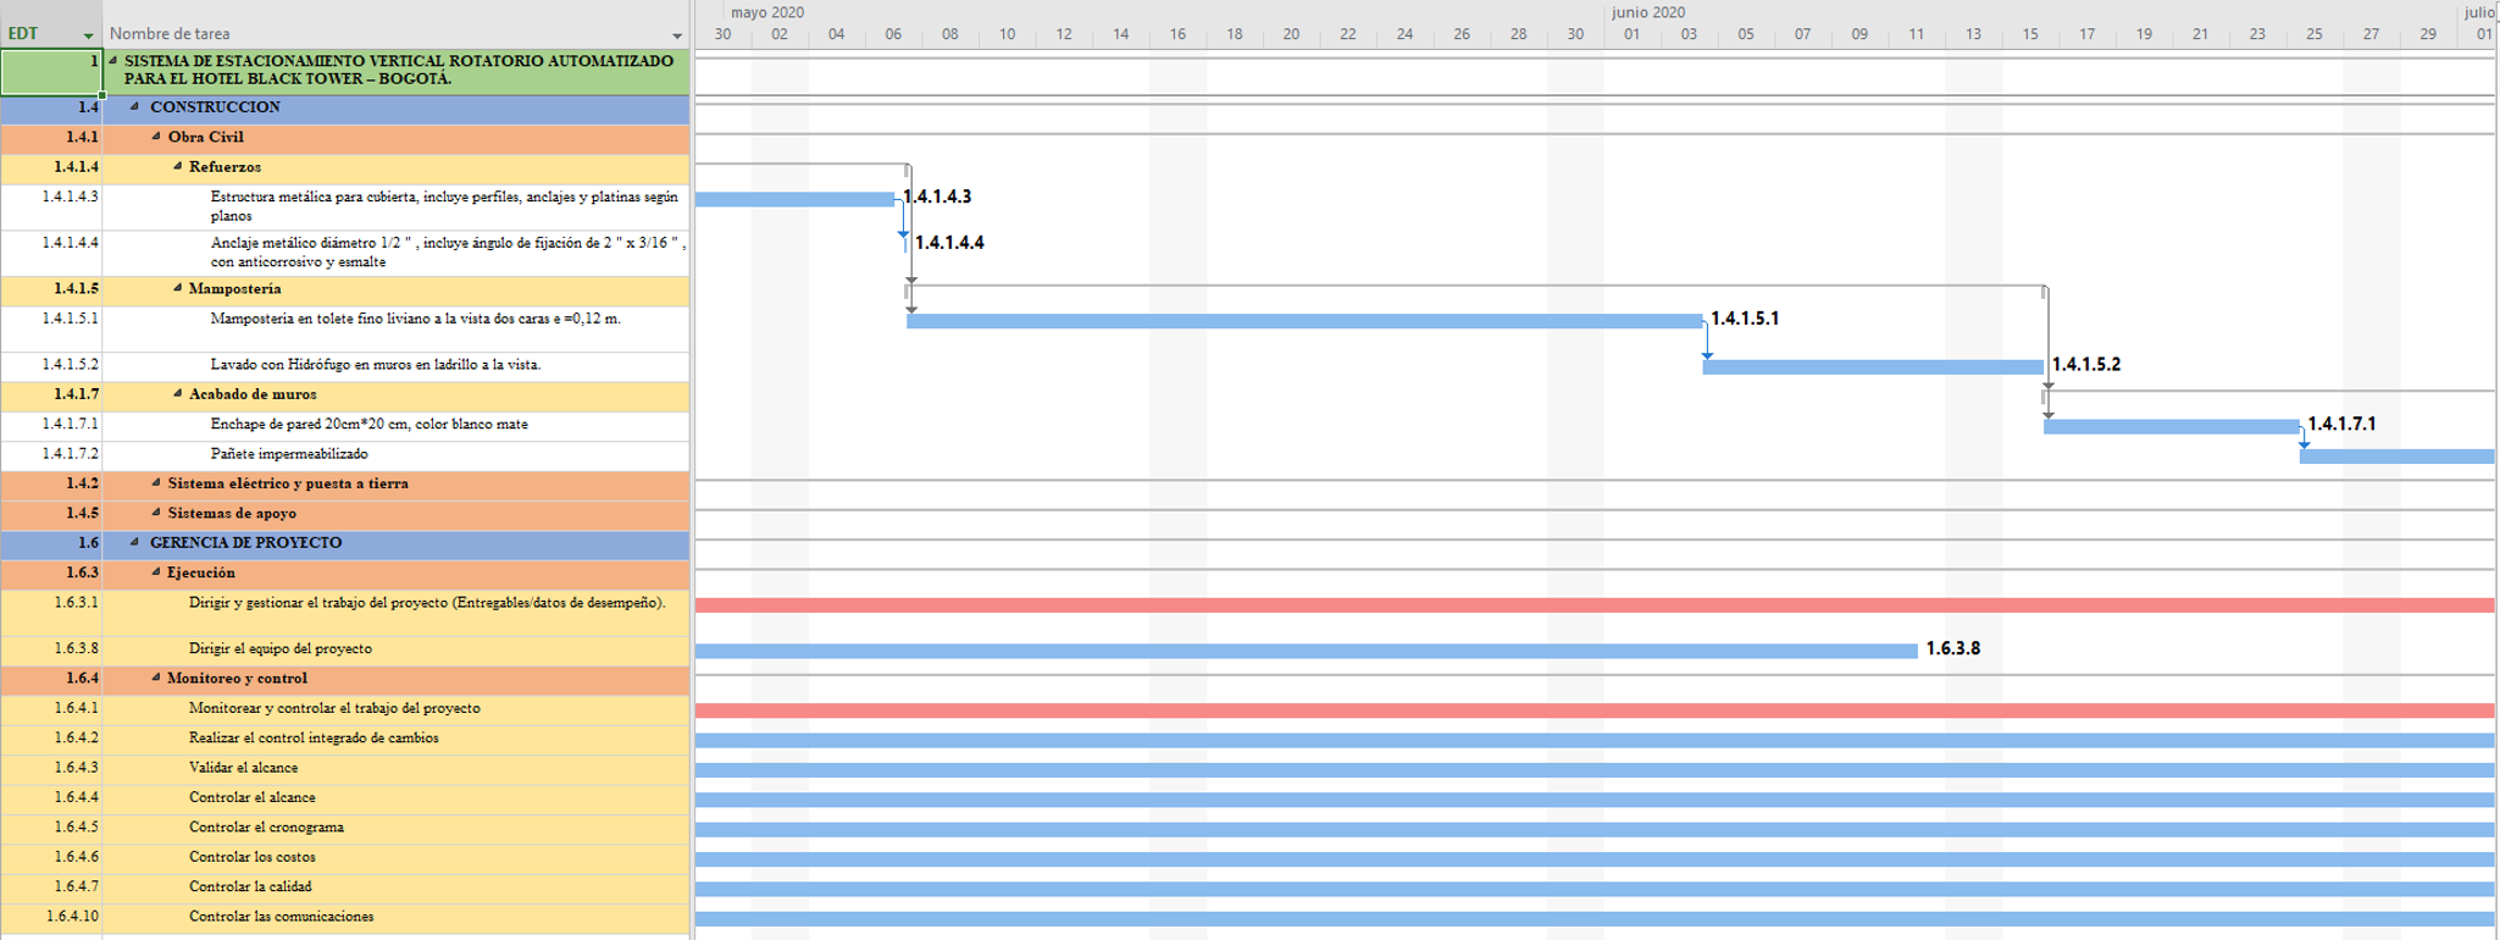 mayo 2020 junio 2020 julio
EDT Nombre de tarea 30 02 04 06 08 10 12 14 16 18 20 22 24 26 28 30 01 03 05 07 09 11 13 15 17 19 21 23 25 27 29 01
1 SISTEMA DE ESTACIONAMIENTO VERTICAL ROTATORIO AUTOMATIZADO
PARA EL HOTEL BLACK TOWER – BOGOTÁ.
1.4 CONSTRUCCION
1.4.1 Obra Civil
1.4.1.4 Refuerzos
1.4.1.4.3 Estructura metálica para cubierta, incluye perfiles, anclajes y platinas según 1.4.1.4.3
planos
1.4.1.4.4 Anclaje metálico diámetro 1/2 " , incluye ángulo de fijación de 2 " x 3/16 " , 1.4.1.4.4
con anticorrosivo y esmalte
1.4.1.5 Mampostería
1.4.1.5.1 Mampostería en tolete fino liviano a la vista dos caras e =0,12 m. 1.4.1.5.1
1.4.1.5.2 Lavado con Hidrófugo en muros en ladrillo a la vista. 1.4.1.5.2
1.4.1.7 Acabado de muros
1.4.1.7.1 Enchape de pared 20cm*20 cm, color blanco mate 1.4.1.7.1
1.4.1.7.2 Pañete impermeabilizado
1.4.2 Sistema eléctrico y puesta a tierra
1.4.5 Sistemas de apoyo
1.6 GERENCIA DE PROYECTO
1.6.3 Ejecución
1.6.3.1 Dirigir y gestionar el trabajo del proyecto (Entregables/datos de desempeño).
1.6.3.8 Dirigir el equipo del proyecto 1.6.3.8
1.6.4 Monitoreo y control
1.6.4.1 Monitorear y controlar el trabajo del proyecto
1.6.4.2 Realizar el control integrado de cambios
1.6.4.3 Validar el alcance
1.6.4.4 Controlar el alcance
1.6.4.5 Controlar el cronograma
1.6.4.6 Controlar los costos
1.6.4.7 Controlar la calidad
1.6.4.10 Controlar las comunicaciones